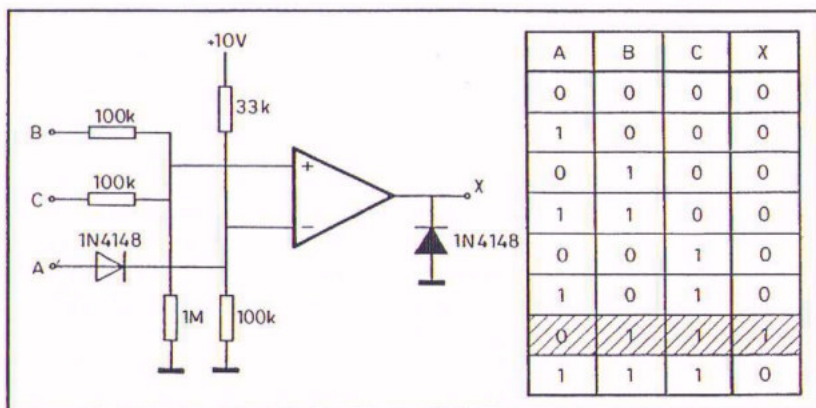 +10V
33k
100k
B
100k
C
1N4148
A
1M
100k
+
−
X
1N4148
A B C X
0 0 0 0
1 0 0 0
0 1 0 0
1 1 0 0
0 0 1 0
1 0 1 0
0 1 1 1
1 1 1 0